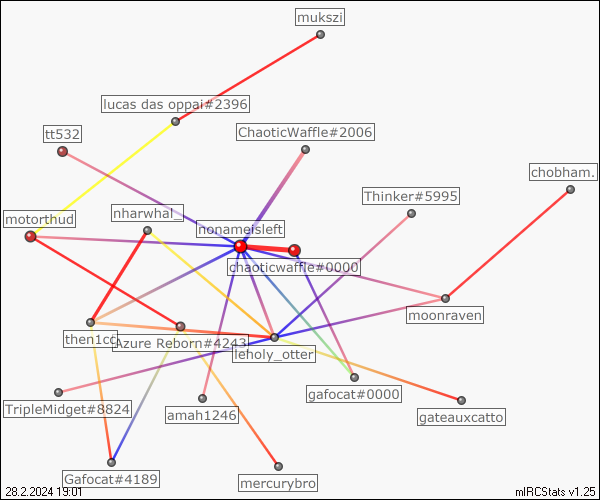 mukszi
lucas das oppai#2396
tt532
ChaoticWaffle#2006
chobham.
Thinker#5995
motorthud
nharwhal_
nonameisleft
chaoticwaffle#0000
moonraven
then1cc
Azure Reborn#4243
leholy_otter
TripleMidget#8824
amah1246
gafocat#0000
gateauxcatto
Gafocat#4189
mercurybro
28.2.2024 19:01
mIRCStats v1.25